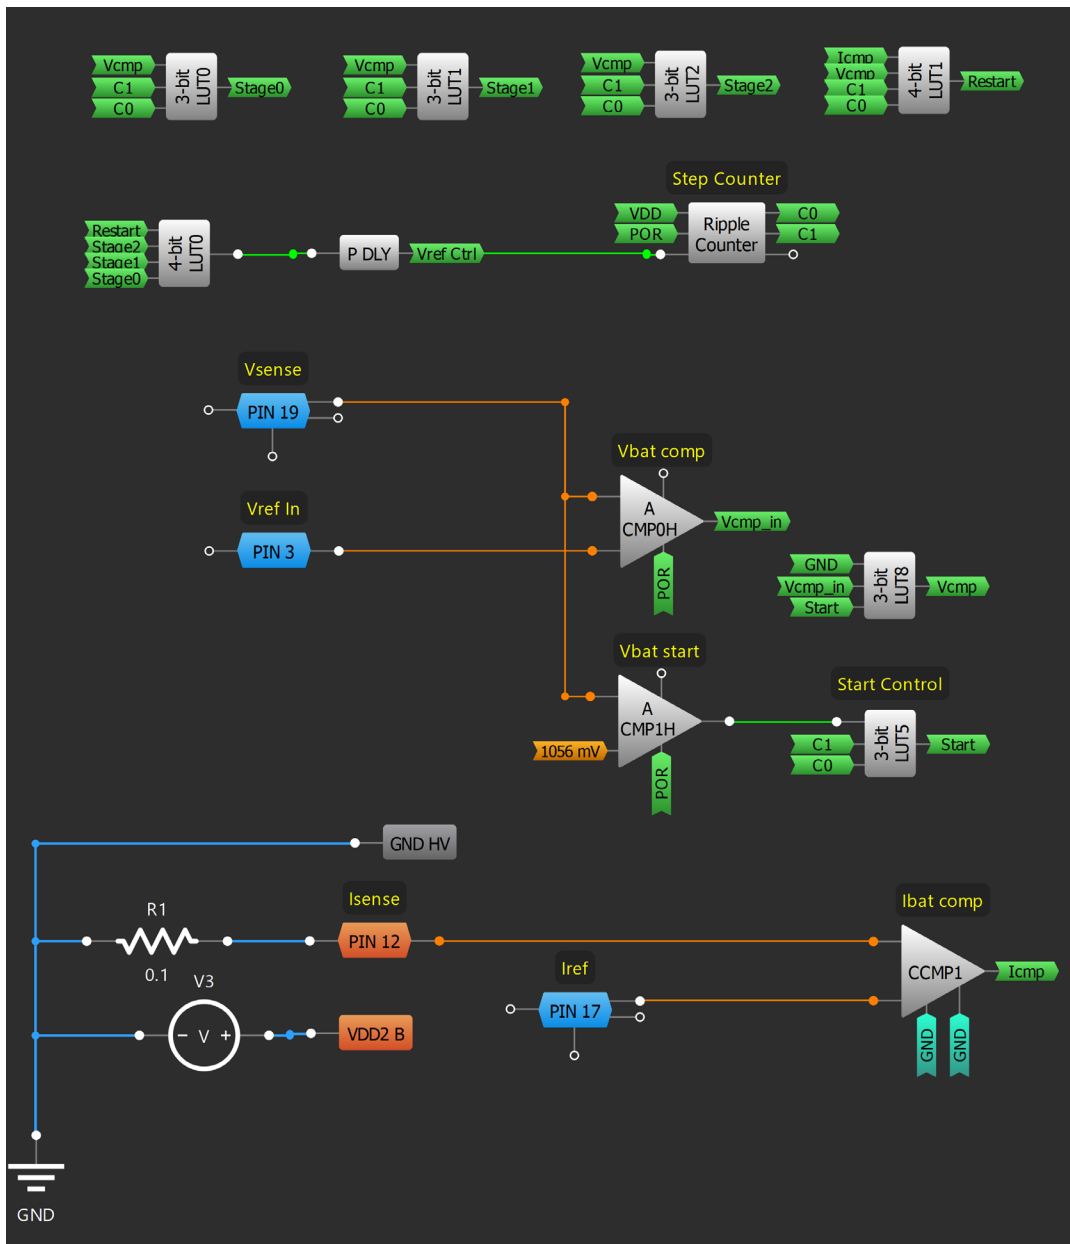 Vcmp
C1
C0
3-bit
LUT0
Stage0
Vcmp
C1
C0
3-bit
LUT1
Stage1
Vcmp
C1
C0
3-bit
LUT2
Stage2
Icmp
Vcmp
C1
C0
4-bit
LUT1
Restart
Step Counter
Restart
Stage2
Stage1
Stage0
4-bit
LUT0
P DLY
Vref Ctrl
VDD
POR
Ripple
Counter
C0
C1
Vsense
PIN 19
Vref In
PIN 3
Vbat comp
A
CMP0H
Vcmp_in
POR
GND
Vcmp_in
Start
3-bit
LUT8
Vcmp
Vbat start
A
CMP1H
1056 mV
POR
Start Control
C1
C0
3-bit
LUT5
Start
GND HV
R1
0.1
Isense
PIN 12
V3
V
VDD2 B
Iref
PIN 17
Ibat comp
CCMP1
Icmp
GND
GND
GND